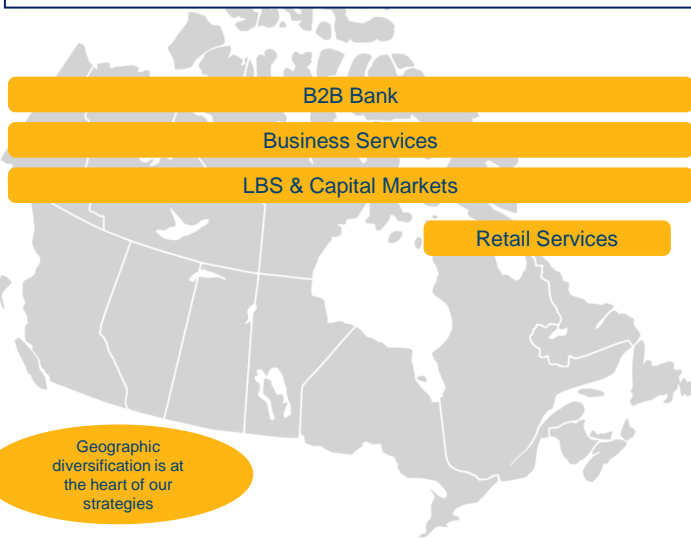 B2B Bank
Business Services
LBS & Capital Markets
Retail Services
Geographic
diversification is at
the heart of our
strategies